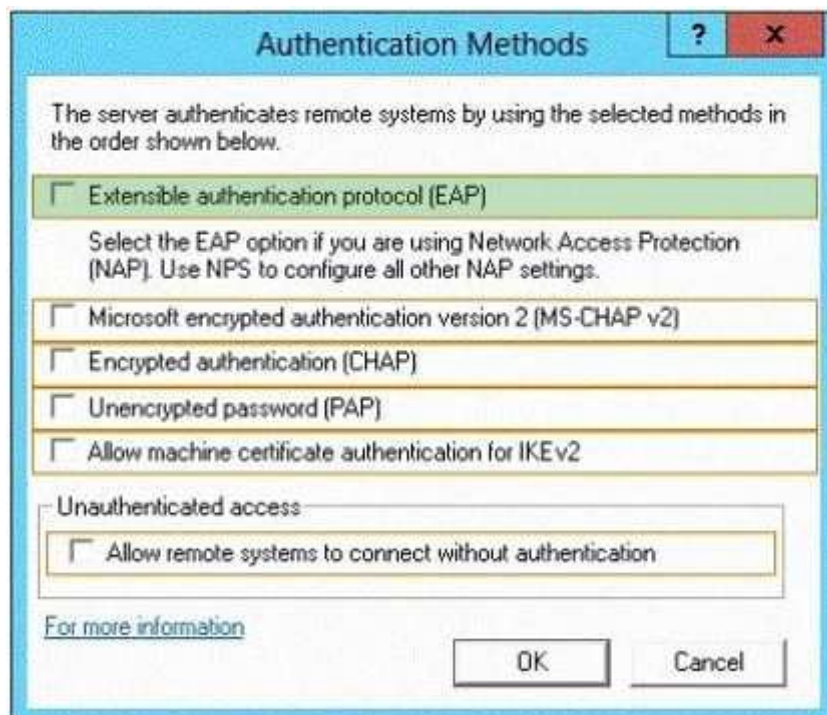 Authentication Methods
?
x
The server authenticates remote systems by using the selected methods in
the order shown below.
Extensible authentication protocol (EAP)
Select the EAP option if you are using Network Access Protection
(NAP). Use NPS to configure all other NAP settings.
Microsoft encrypted authentication version 2 (MS-CHAP v2)
Encrypted authentication (CHAP)
Unencrypted password (PAP)
Allow machine certificate authentication for IKEv2
Unauthenticated access
Allow remote systems to connect without authentication
For more information
OK
Cancel